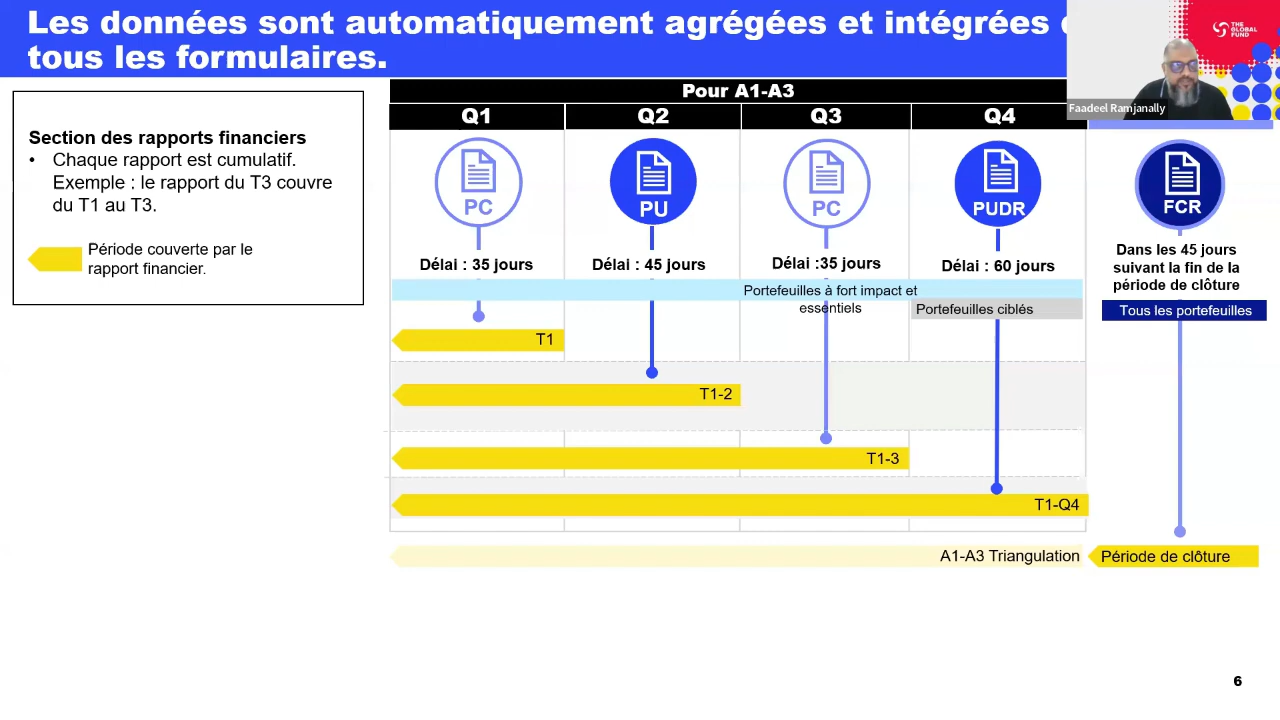 Les données sont automatiquement agrégées et intégrées
tous les formulaires.
THE
GLOBAL
FUND
Faadeel Ramjanally
Section des rapports financiers
• Chaque rapport est cumulatif.
Exemple : le rapport du T3 couvre
du T1 au T3.
Période couverte par le
rapport financier.
Pour A1-A3
Q1
Q2
Q3
Q4
PC
PU
PC
PUDR
FCR
Délai : 35 jours
Délai : 45 jours
Délai :35 jours
Délai : 60 jours
Dans les 45 jours
suivant la fin de la
période de clôture
Portefeuilles à fort impact et
essentiels
Portefeuilles ciblés
Tous les portefeuilles
T1
T1-2
T1-3
T1-Q4
A1-A3 Triangulation
Période de clôture
6